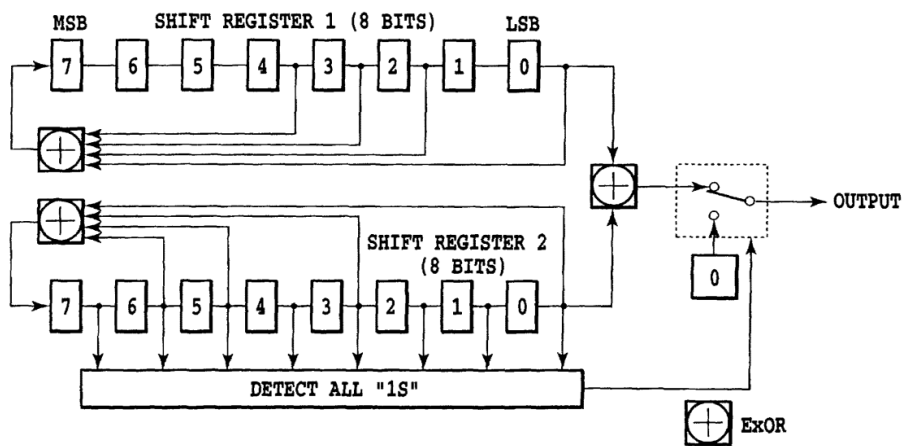 SHIFT REGISTER 1 (8 BITS)
MSB
LSB
7 6 5 4 3 2 1 0
OUTPUT
SHIFT REGISTER 2
(8 BITS)
0
7 6 5 4 3 2 1 0
DETECT ALL "1S"
ExOR